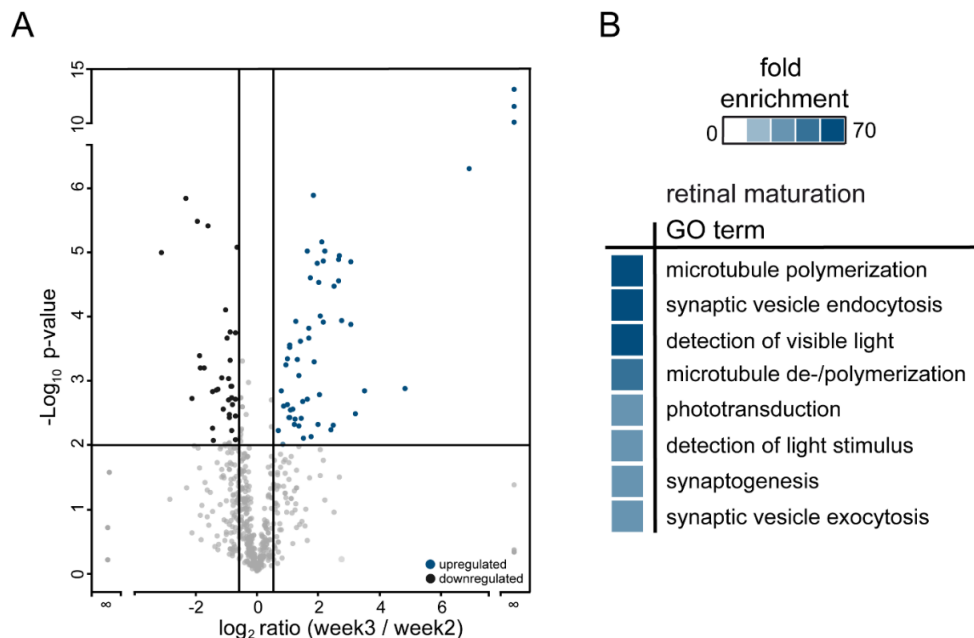 A
15
10
6
5
4
3
2
1
0
-Log10 p-value
∞
-2
0
2
4
6
∞
log2 ratio (week3 / week2)
upregulated
downregulated
B
fold
enrichment
0
70
retinal maturation
GO term
microtubule polymerization
synaptic vesicle endocytosis
detection of visible light
microtubule de-/polymerization
phototransduction
detection of light stimulus
synaptogenesis
synaptic vesicle exocytosis